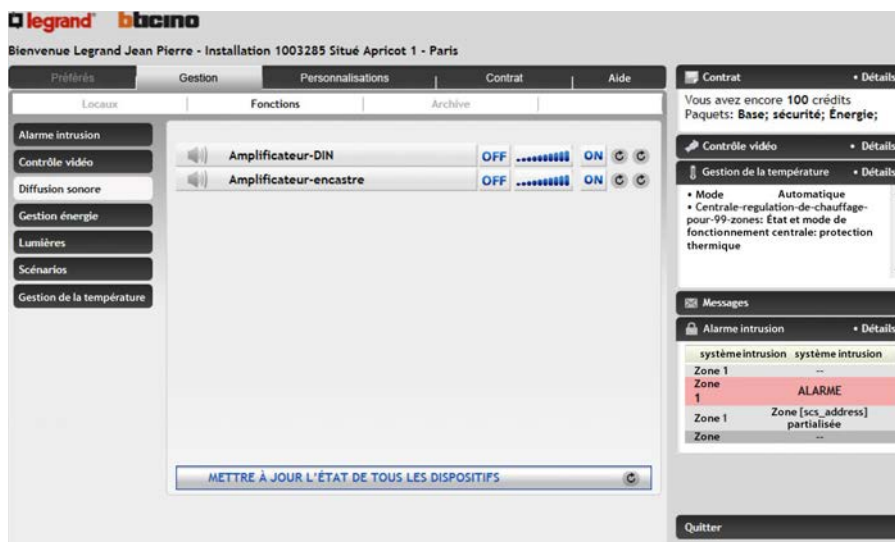 legrand bticino
Bienvenue Legrand Jean Pierre - Installation 1003285 Situé Apricot 1 - Paris
Préférés Gestion Personnalisations Contrat Aide
Locaux Fonctions Archive
Alarme intrusion
Contrôle vidéo
Diffusion sonore
Gestion énergie
Lumières
Scénarios
Gestion de la température
Amplificateur-DIN OFF ON
Amplificateur-encastre OFF ON
METTRE À JOUR L'ÉTAT DE TOUS LES DISPOSITIFS
Contrat • Détails
Vous avez encore 100 crédits
Paquets: Base; sécurité; Énergie;
Contrôle vidéo • Détails
Gestion de la température • Détails
• Mode Automatique
• Centrale-regulation-de-chauffage-
pour-99-zones: État et mode de
fonctionnement centrale: protection
thermique
Messages
Alarme intrusion • Détails
système intrusion système intrusion
Zone 1 --
Zone
1 ALARME
Zone 1 Zone [scs_address]
partialisée
Zone --
Quitter